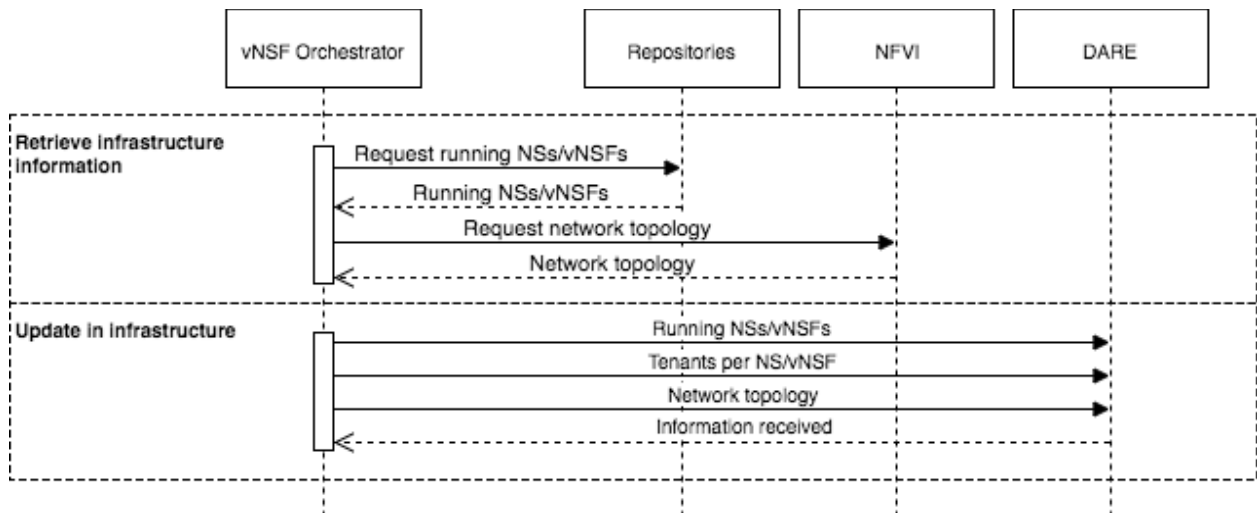 vNSF Orchestrator
Repositories
NFVI
DARE
Retrieve infrastructure
information
Request running NSs/vNSFs
Running NSs/vNSFs
Request network topology
Network topology
Update in infrastructure
Running NSs/vNSFs
Tenants per NS/vNSF
Network topology
Information received